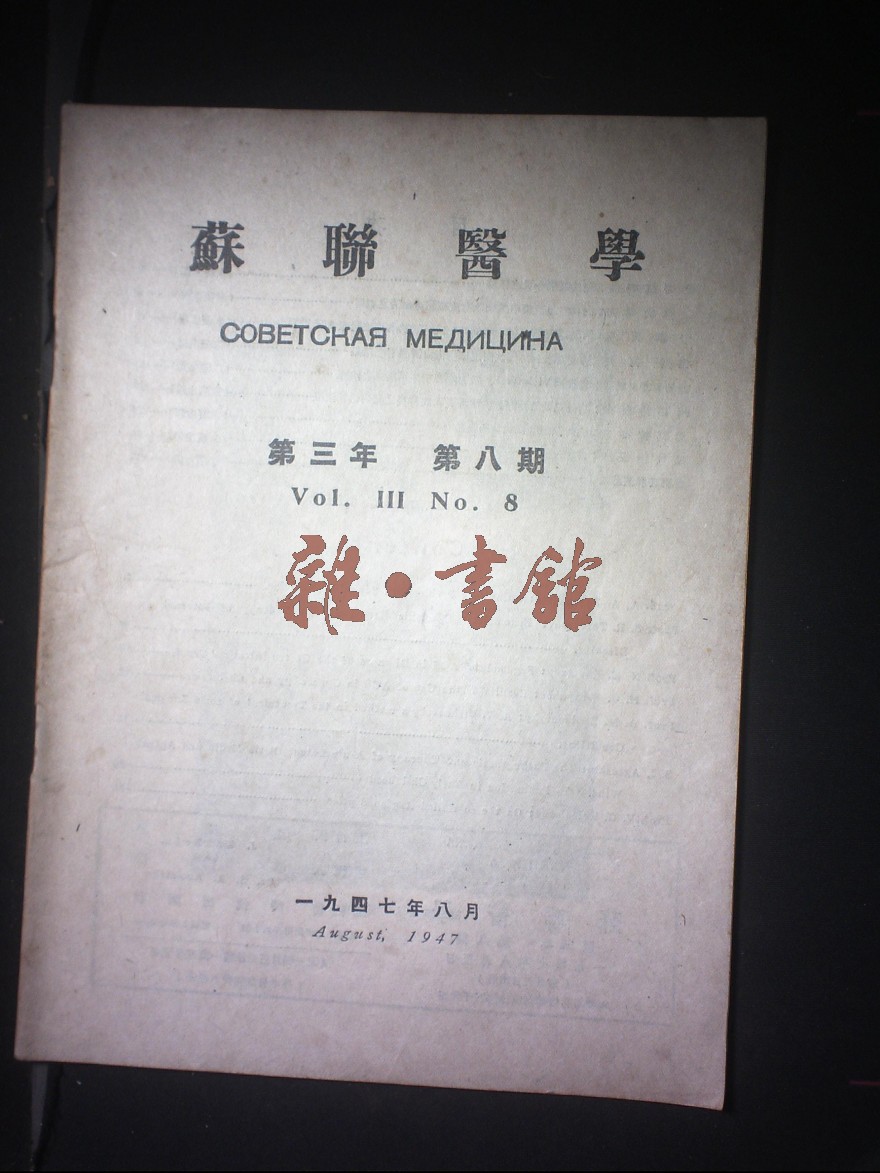 蘇聯醫學
СОВЕТСКАЯ МЕДИЦИНА
第三年 第八期
Vol. III No. 8
雜·書館
一九四七年八月
August, 1947